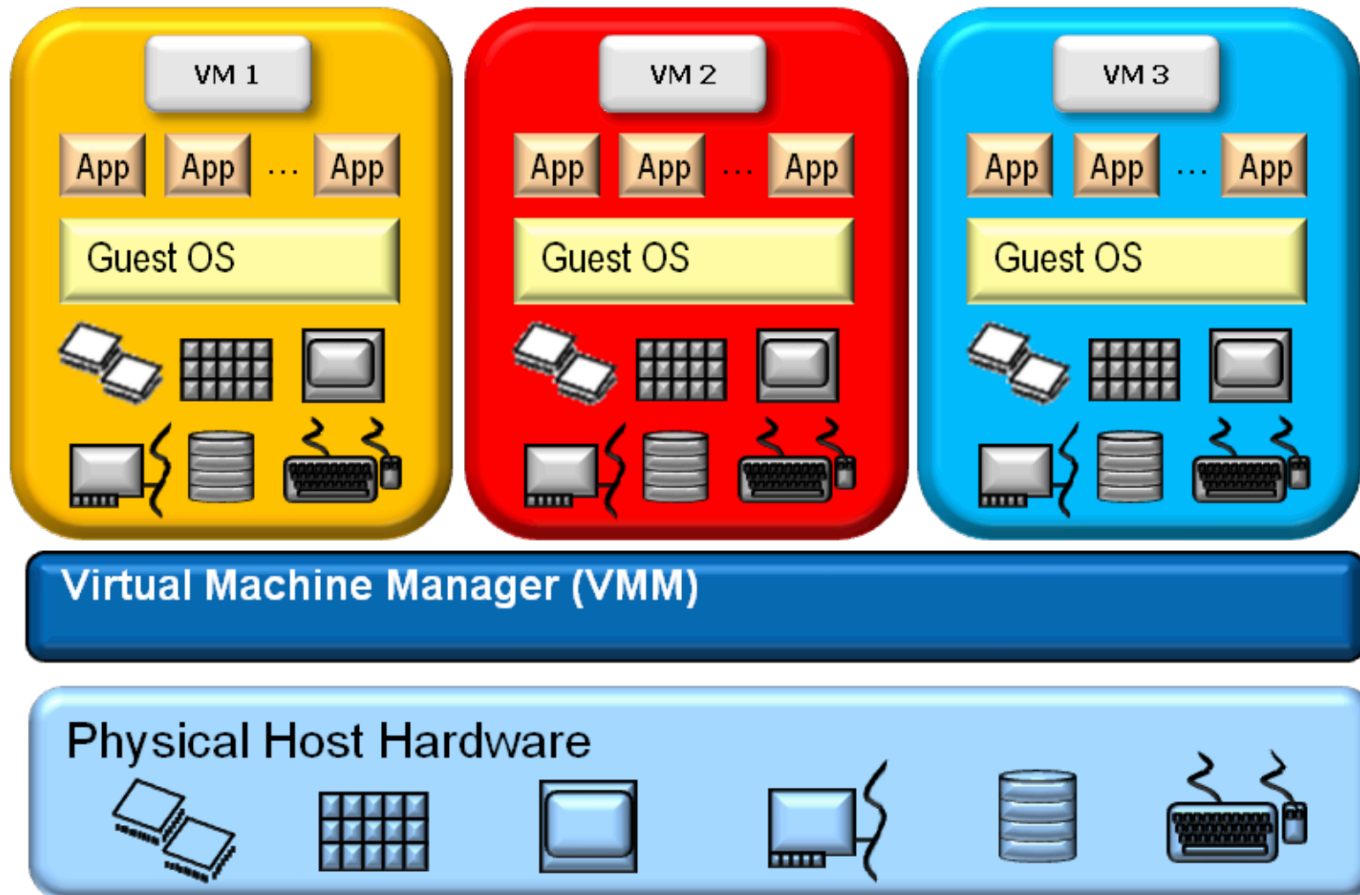 VM 1
App App ... App
Guest OS
VM 2
App App ... App
Guest OS
VM 3
App App ... App
Guest OS
Virtual Machine Manager (VMM)
Physical Host Hardware